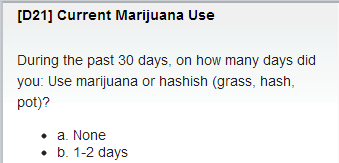 [D21] Current Marijuana Use
During the past 30 days, on how many days did
you: Use marijuana or hashish (grass, hash,
pot)?
• a. None
• b. 1-2 days